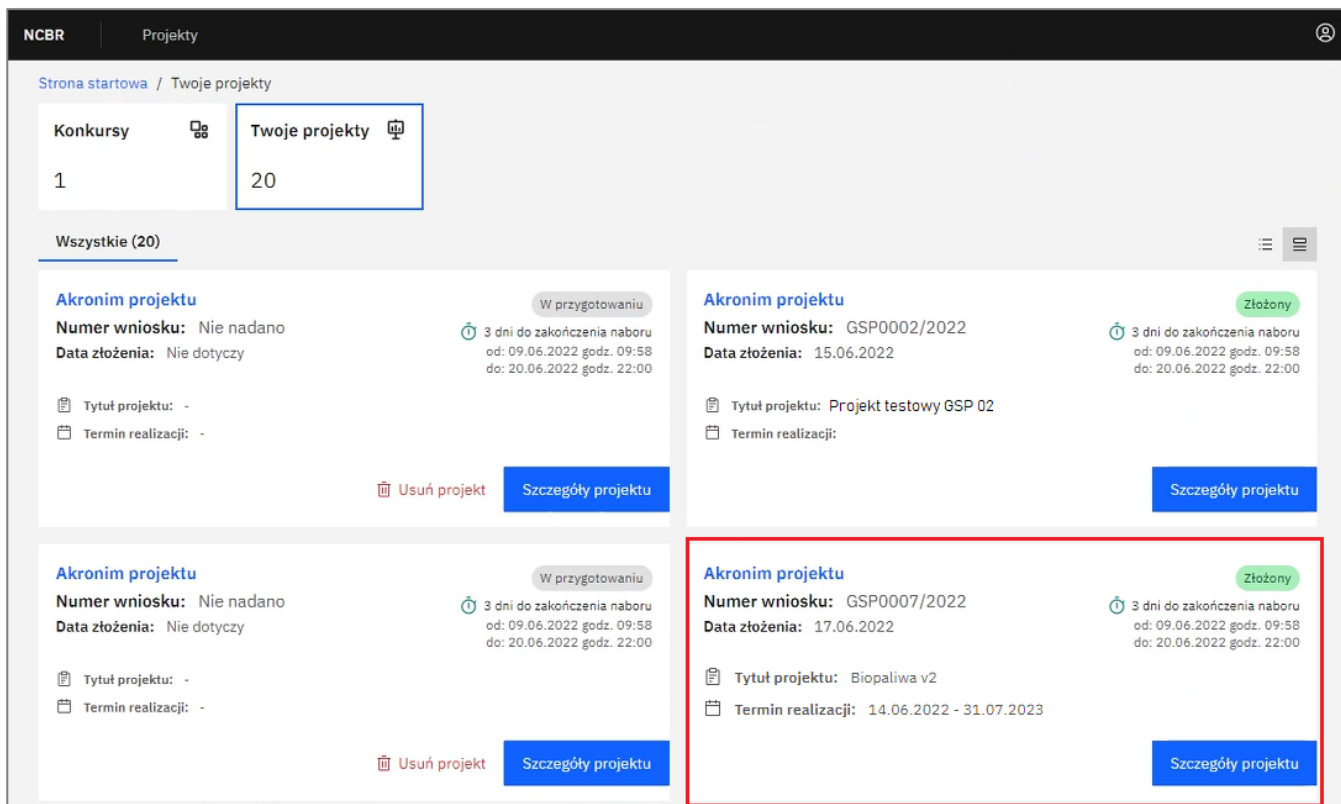 NCBR Projekty
Strona startowa / Twoje projekty
Konkursy
1
Twoje projekty
20
Wszystkie (20)
Akronim projektu
W przygotowaniu
Numer wniosku: Nie nadano
3 dni do zakończenia naboru
Data złożenia: Nie dotyczy
od: 09.06.2022 godz. 09:58
do: 20.06.2022 godz. 22:00
Tytuł projektu: -
Termin realizacji: -
Usuń projekt
Szczegóły projektu
Akronim projektu
Złożony
Numer wniosku: GSP0002/2022
3 dni do zakończenia naboru
Data złożenia: 15.06.2022
od: 09.06.2022 godz. 09:58
do: 20.06.2022 godz. 22:00
Tytuł projektu: Projekt testowy GSP 02
Termin realizacji:
Szczegóły projektu
Akronim projektu
W przygotowaniu
Numer wniosku: Nie nadano
3 dni do zakończenia naboru
Data złożenia: Nie dotyczy
od: 09.06.2022 godz. 09:58
do: 20.06.2022 godz. 22:00
Tytuł projektu: -
Termin realizacji: -
Usuń projekt
Szczegóły projektu
Akronim projektu
Złożony
Numer wniosku: GSP0007/2022
3 dni do zakończenia naboru
Data złożenia: 17.06.2022
od: 09.06.2022 godz. 09:58
do: 20.06.2022 godz. 22:00
Tytuł projektu: Biopaliwa v2
Termin realizacji: 14.06.2022 - 31.07.2023
Szczegóły projektu